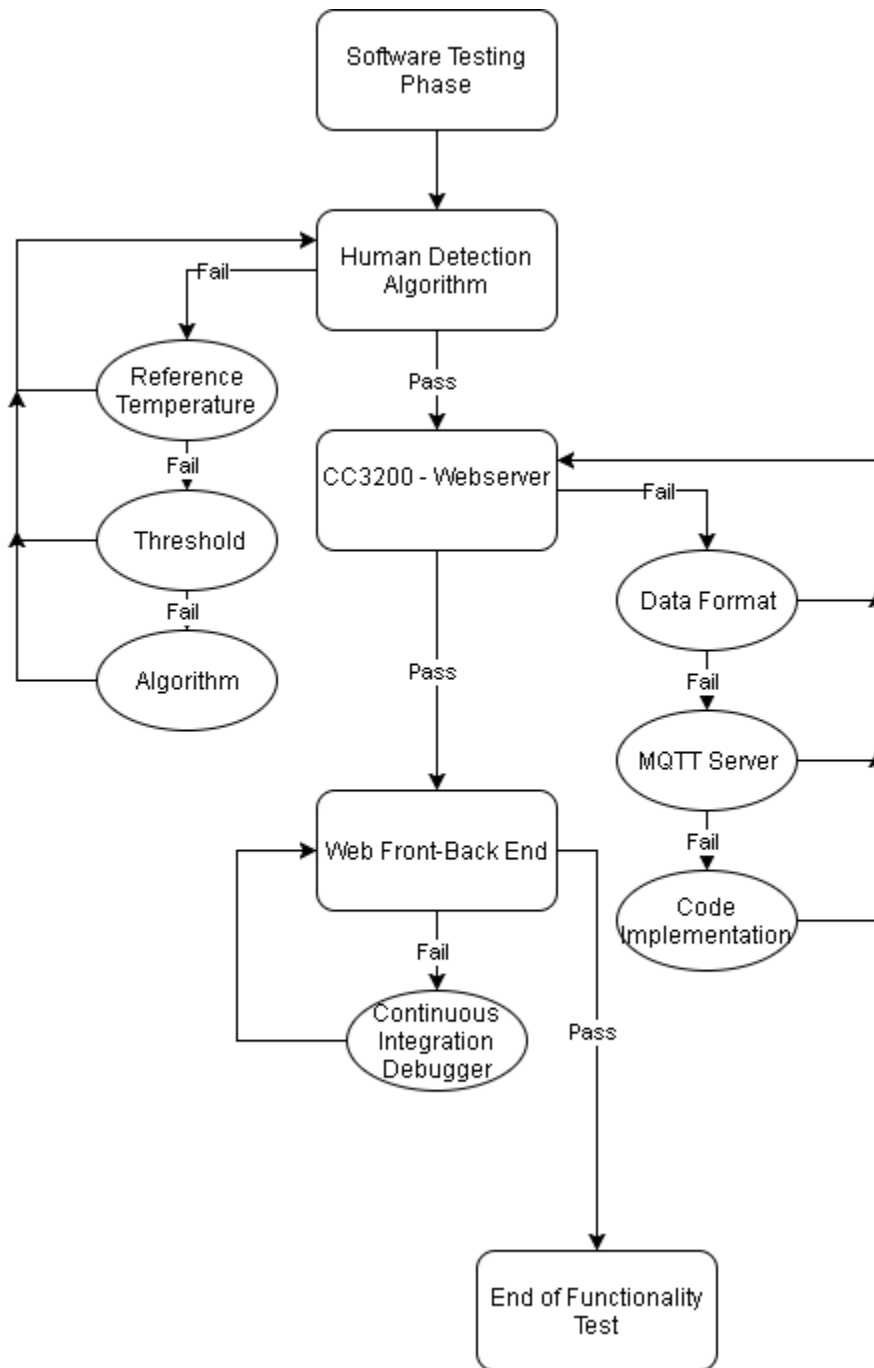 Software Testing
Phase
Human Detection
Algorithm
Fail
Reference
Temperature
Pass
Fail
CC3200 - Webserver
Fail
Threshold
Data Format
Fail
Algorithm
Pass
Fail
MQTT Server
Web Front-Back End
Fail
Code
Implementation
Fail
Continuous
Integration
Debugger
Pass
End of Functionality
Test